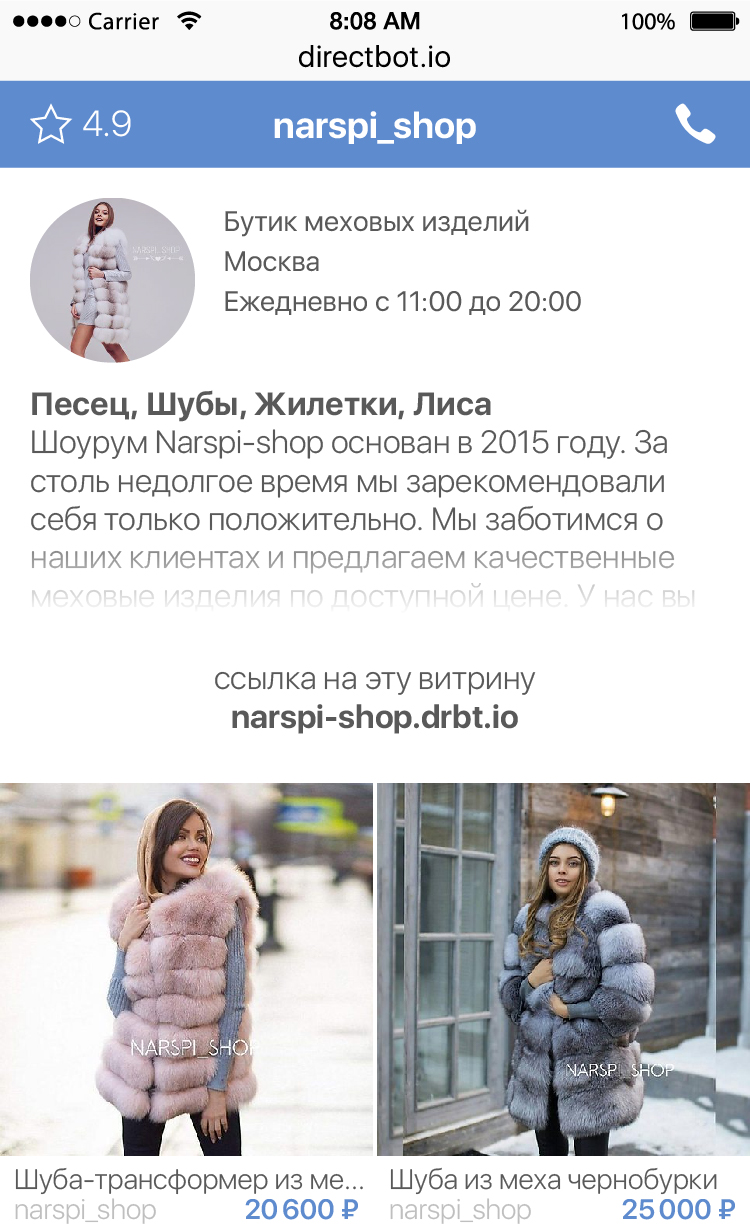 Carrier 8:08 AM 100%
directbot.io
4.9 narspi_shop
Бутик меховых изделий
Москва
Ежедневно с 11:00 до 20:00
NARSPI_SHOP
Песец, Шубы, Жилетки, Лиса
Шоурум Narspi-shop основан в 2015 году. За
столь недолгое время мы зарекомендовали
себя только положительно. Мы заботимся о
наших клиентах и предлагаем качественные
меховые изделия по доступной цене. У нас вы
ссылка на эту витрину
narspi-shop.drbt.io
NARSPI_SHOP
NARSPI_SHOP
Шуба-трансформер из ме...
narspi_shop 20 600 ₽
Шуба из меха чернобурки
narspi_shop 25 000 ₽